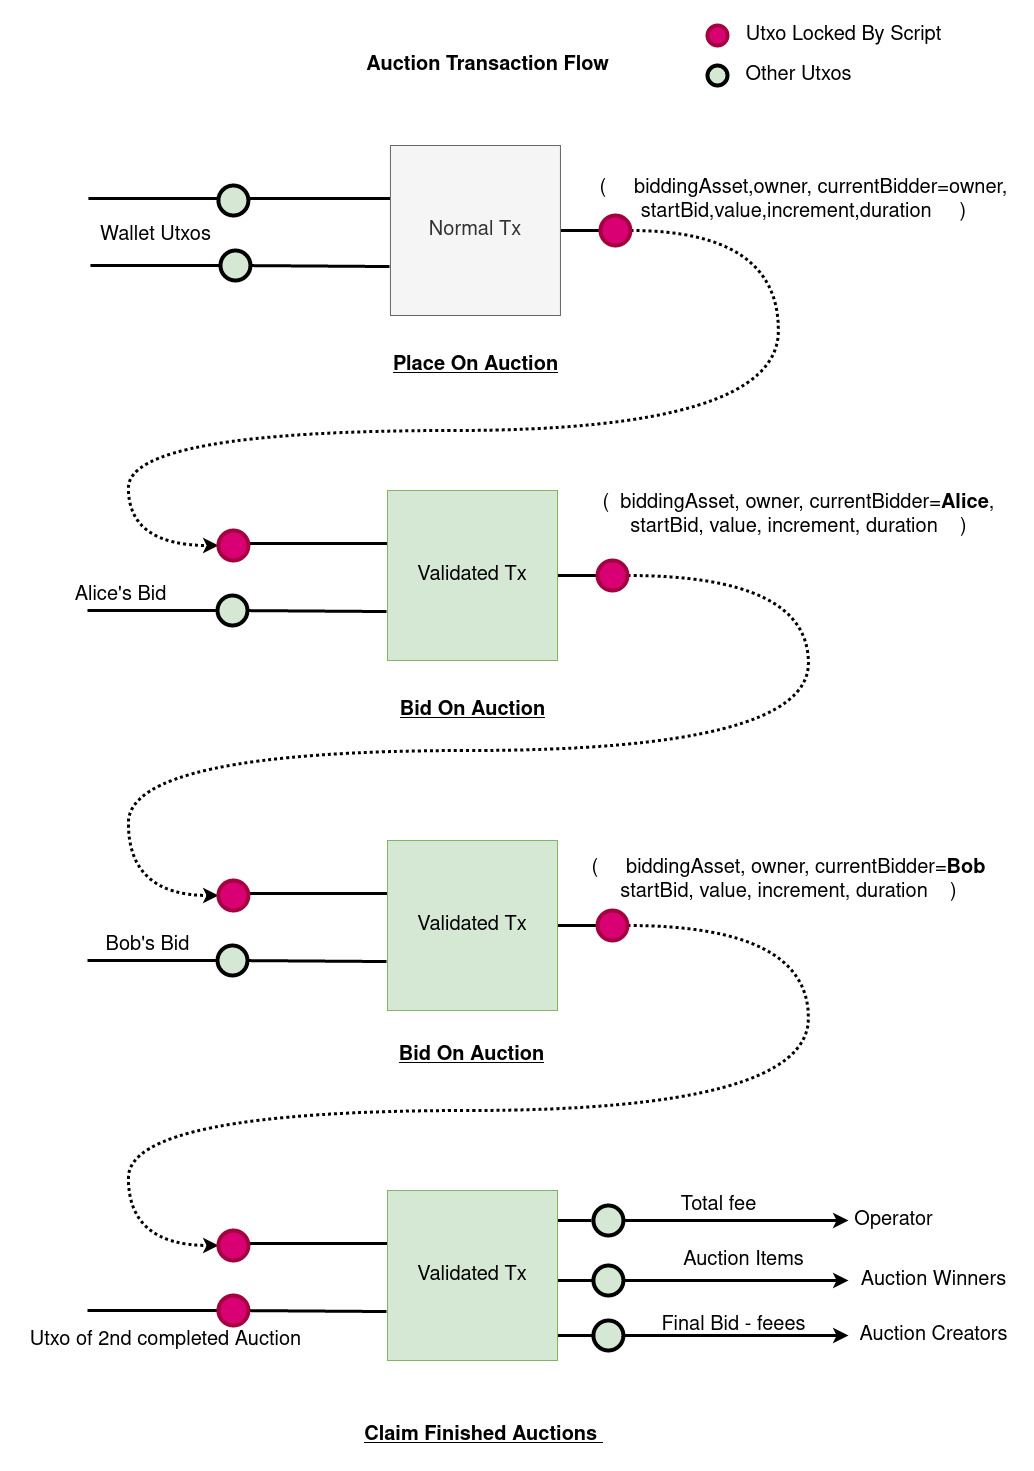 Utxo Locked By Script
Auction Transaction Flow
Other Utxos
( biddingAsset,owner, currentBidder=owner,
startBid,value,increment,duration )
Wallet Utxos
Normal Tx
Place On Auction
( biddingAsset, owner, currentBidder=Alice,
startBid, value, increment, duration )
Alice's Bid
Validated Tx
Bid On Auction
( biddingAsset, owner, currentBidder=Bob
startBid, value, increment, duration )
Bob's Bid
Validated Tx
Bid On Auction
Total fee
Operator
Auction Items
Validated Tx
Auction Winners
Final Bid - feees
Auction Creators
Utxo of 2nd completed Auction
Claim Finished Auctions